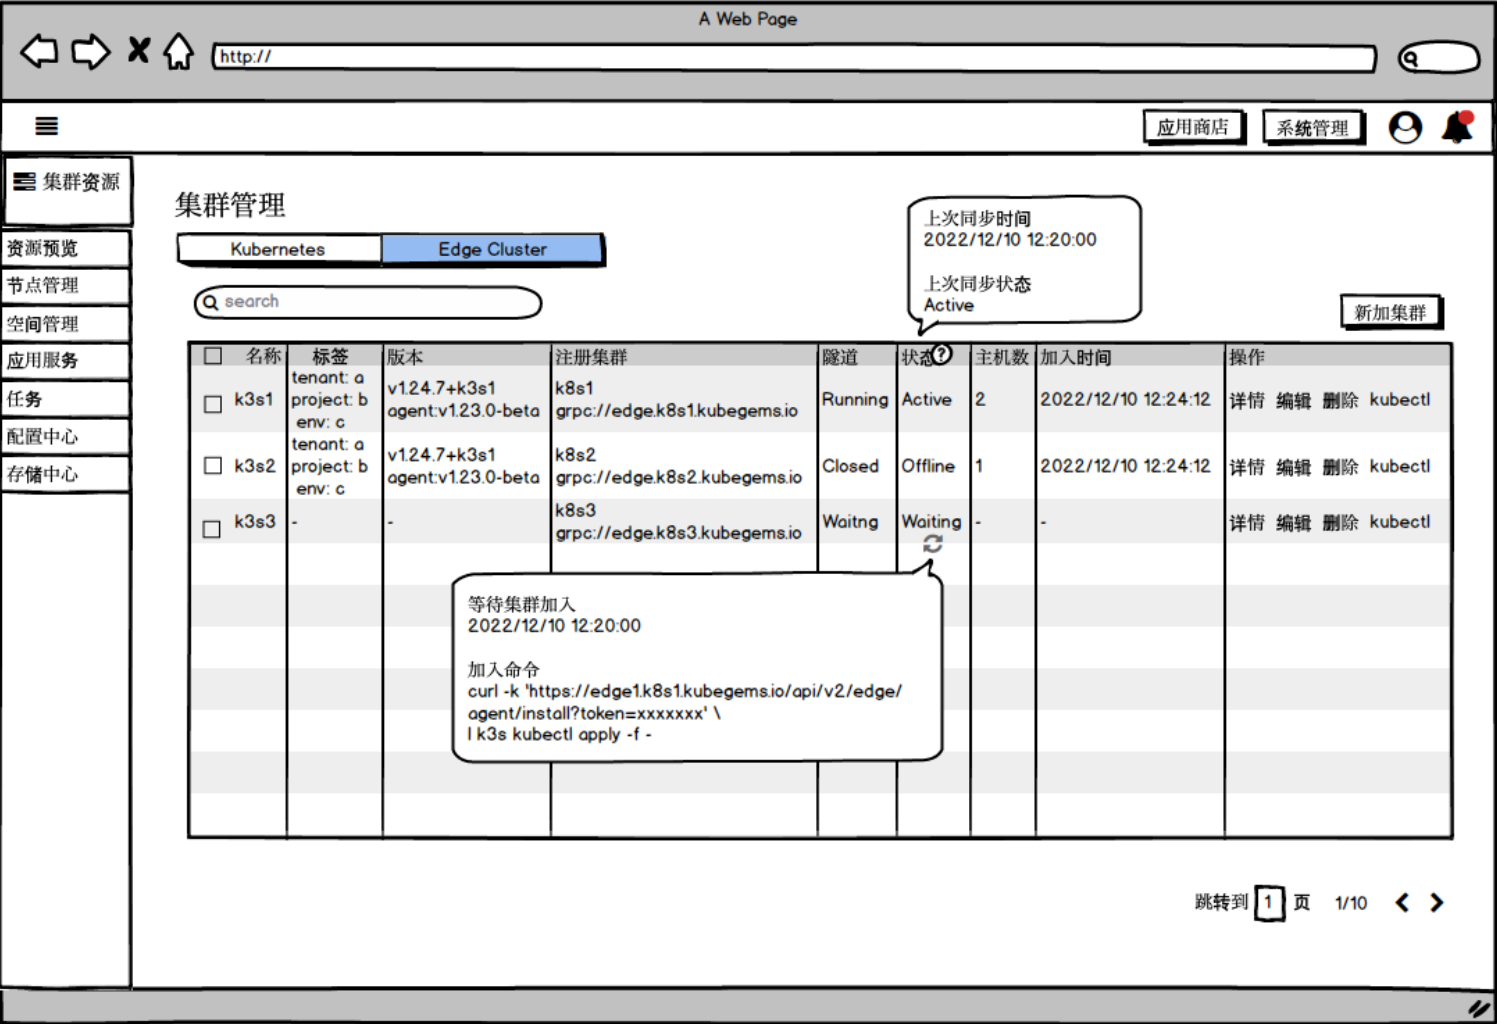 A Web Page
http://
应用商店
系统管理
集群资源
资源预览
节点管理
空间管理
应用服务
任务
配置中心
存储中心
集群管理
Kubernetes
Edge Cluster
search
上次同步时间
2022/12/10 12:20:00
上次同步状态
Active
新加集群
名称 标签 版本 注册集群 隧道 状态 ? 主机数 加入时间 操作
k3s1
tenant: a
project: b
env: c
v1.24.7+k3s1
agent:v1.23.0-beta
k8s1
grpc://edge.k8s1.kubegems.io
Running
Active
2
2022/12/10 12:24:12
详情 编辑 删除 kubectl
k3s2
tenant: a
project: b
env: c
v1.24.7+k3s1
agent:v1.23.0-beta
k8s2
grpc://edge.k8s2.kubegems.io
Closed
Offline
1
2022/12/10 12:24:12
详情 编辑 删除 kubectl
k3s3
-
-
k8s3
grpc://edge.k8s3.kubegems.io
Waitng
Waiting
-
-
详情 编辑 删除 kubectl
等待集群加入
2022/12/10 12:20:00
加入命令
curl -k 'https://edge1.k8s1.kubegems.io/api/v2/edge/
agent/install?token=xxxxxxx' \
| k3s kubectl apply -f -
跳转到 1 页 1/10